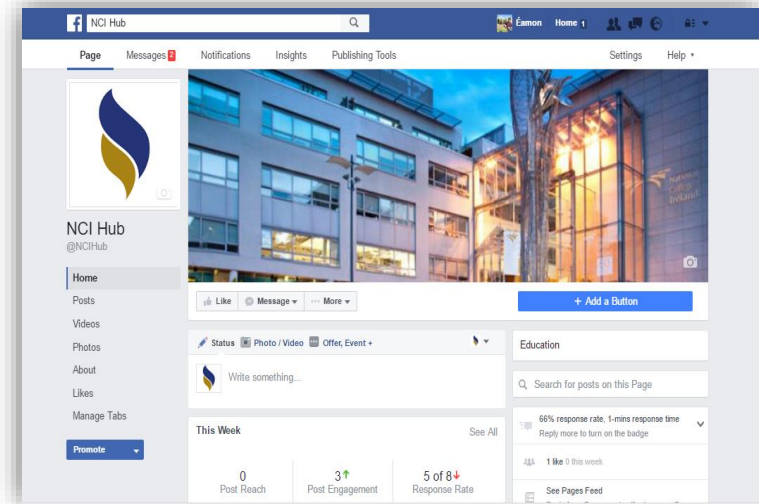 NCI Hub
Éamon Home 1
Page Messages 2 Notifications Insights Publishing Tools Settings Help
National
College
Ireland
NCI Hub
@NCIHub
Home
Posts
Videos
Photos
About
Likes
Manage Tabs
Promote
Like Message More
+ Add a Button
Status Photo / Video Offer, Event +
Write something...
This Week See All
0
Post Reach
3
Post Engagement
5 of 8
Response Rate
Education
Search for posts on this Page
66% response rate, 1-mins response time
Reply more to turn on the badge
1 like 0 this week
See Pages Feed